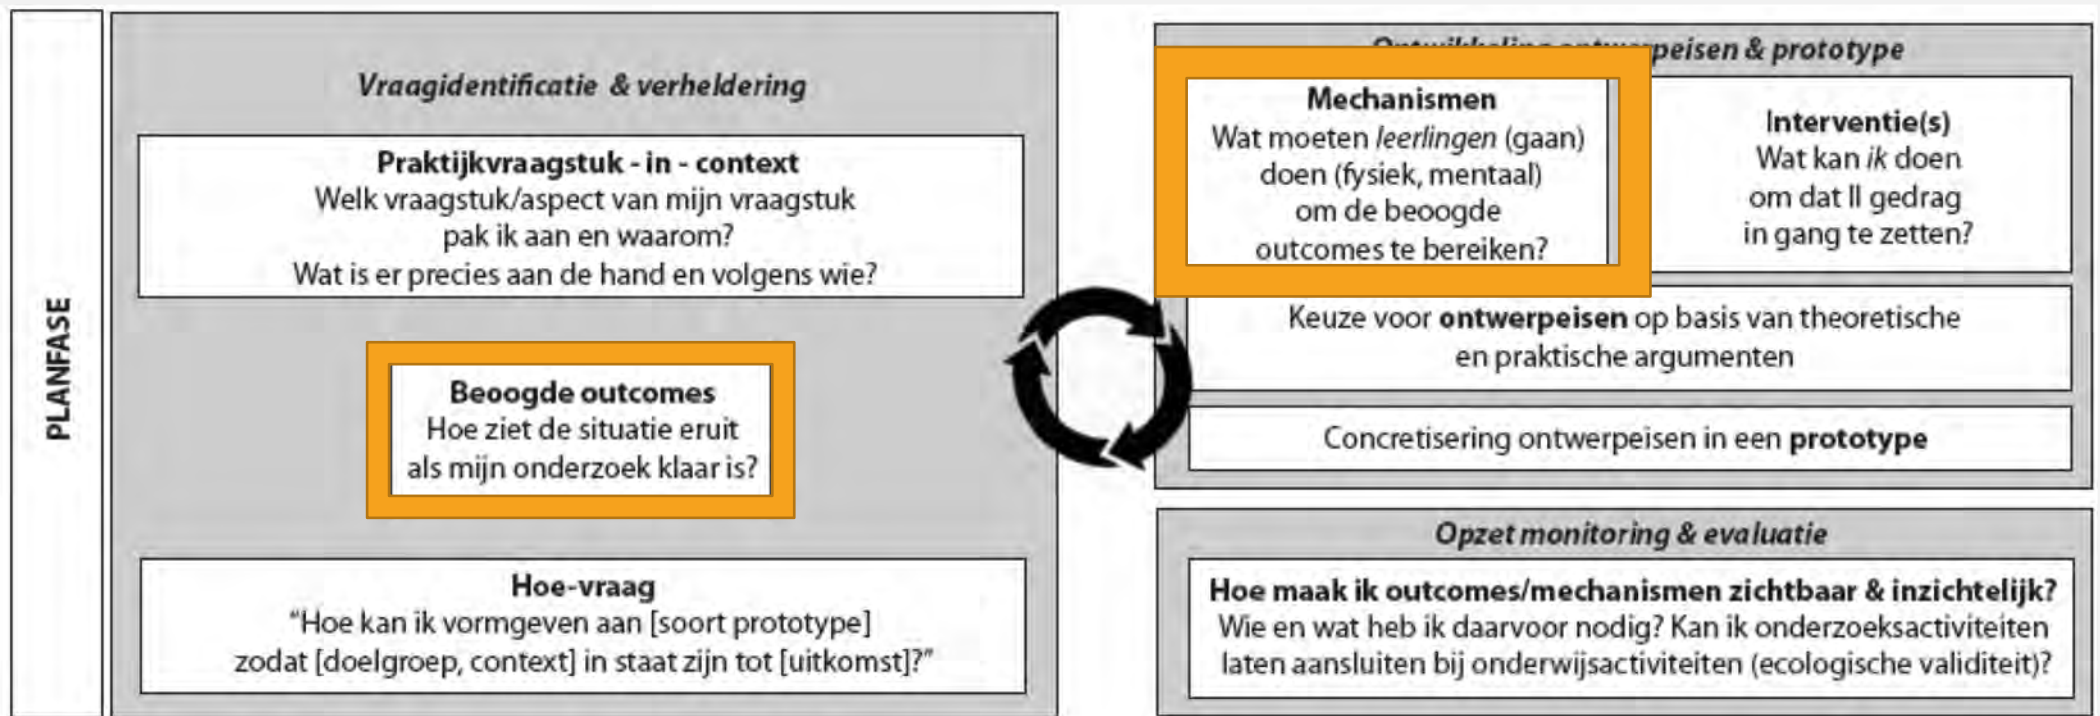 PLANFASE
Vraagidentificatie & verheldering
Praktijkvraagstuk - in - context
Welk vraagstuk/aspect van mijn vraagstuk
pak ik aan en waarom?
Wat is er precies aan de hand en volgens wie?
Beoogde outcomes
Hoe ziet de situatie eruit
als mijn onderzoek klaar is?
Hoe-vraag
“Hoe kan ik vormgeven aan [soort prototype]
zodat [doelgroep, context] in staat zijn tot [uitkomst]?”
peisen & prototype
Mechanismen
Wat moeten leerlingen (gaan)
doen (fysiek, mentaal)
om de beoogde
outcomes te bereiken?
Interventie(s)
Wat kan ik doen
om dat ll gedrag
in gang te zetten?
Keuze voor ontwerpeisen op basis van theoretische
en praktische argumenten
Concretisering ontwerpeisen in een prototype
Opzet monitoring & evaluatie
Hoe maak ik outcomes/mechanismen zichtbaar & inzichtelijk?
Wie en wat heb ik daarvoor nodig? Kan ik onderzoeksactiviteiten
laten aansluiten bij onderwijsactiviteiten (ecologische validiteit)?